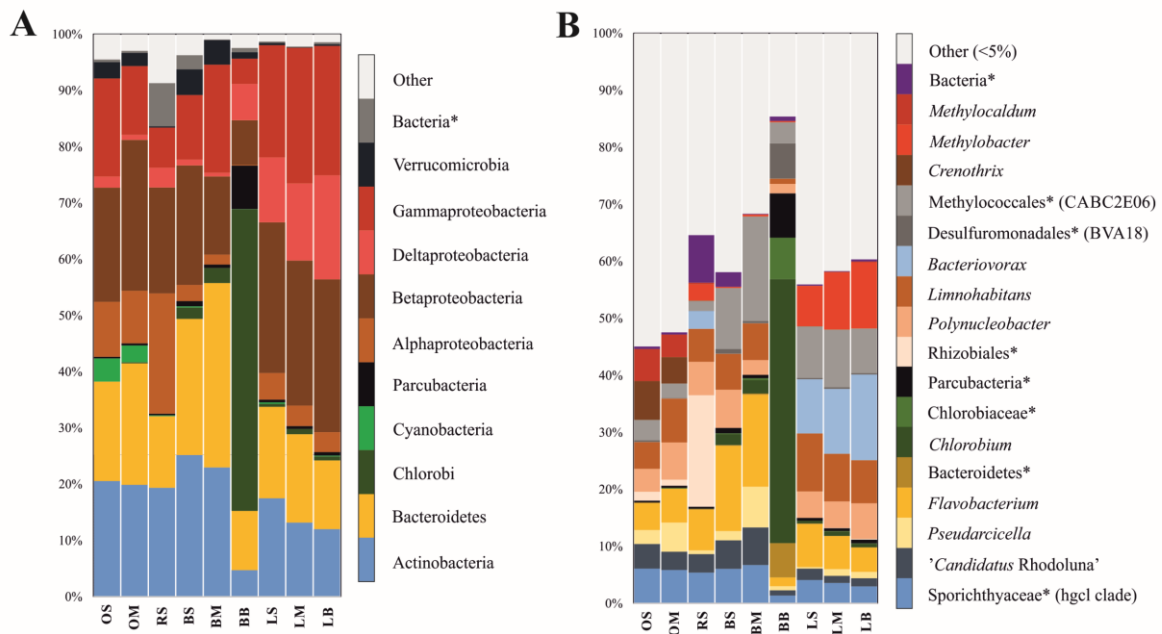 A
100%
90%
80%
70%
60%
50%
40%
30%
20%
10%
0%
OS
OM
RS
BS
BM
BB
LS
LM
LB
Other
Bacteria*
Verrucomicrobia
Gammaproteobacteria
Deltaproteobacteria
Betaproteobacteria
Alphaproteobacteria
Parcubacteria
Cyanobacteria
Chlorobi
Bacteroidetes
Actinobacteria
B
100%
90%
80%
70%
60%
50%
40%
30%
20%
10%
0%
OS
OM
RS
BS
BM
BB
LS
LM
LB
Other (<5%)
Bacteria*
Methylocaldum
Methylobacter
Crenothrix
Methylococcales* (CABC2E06)
Desulfuromonadales* (BVA18)
Bacteriovorax
Limnohabitans
Polynucleobacter
Rhizobiales*
Parcubacteria*
Chlorobiaceae*
Chlorobium
Bacteroidetes*
Flavobacterium
Pseudarcicella
’Candidatus Rhodoluna’
Sporichthyaceae* (hgcl clade)